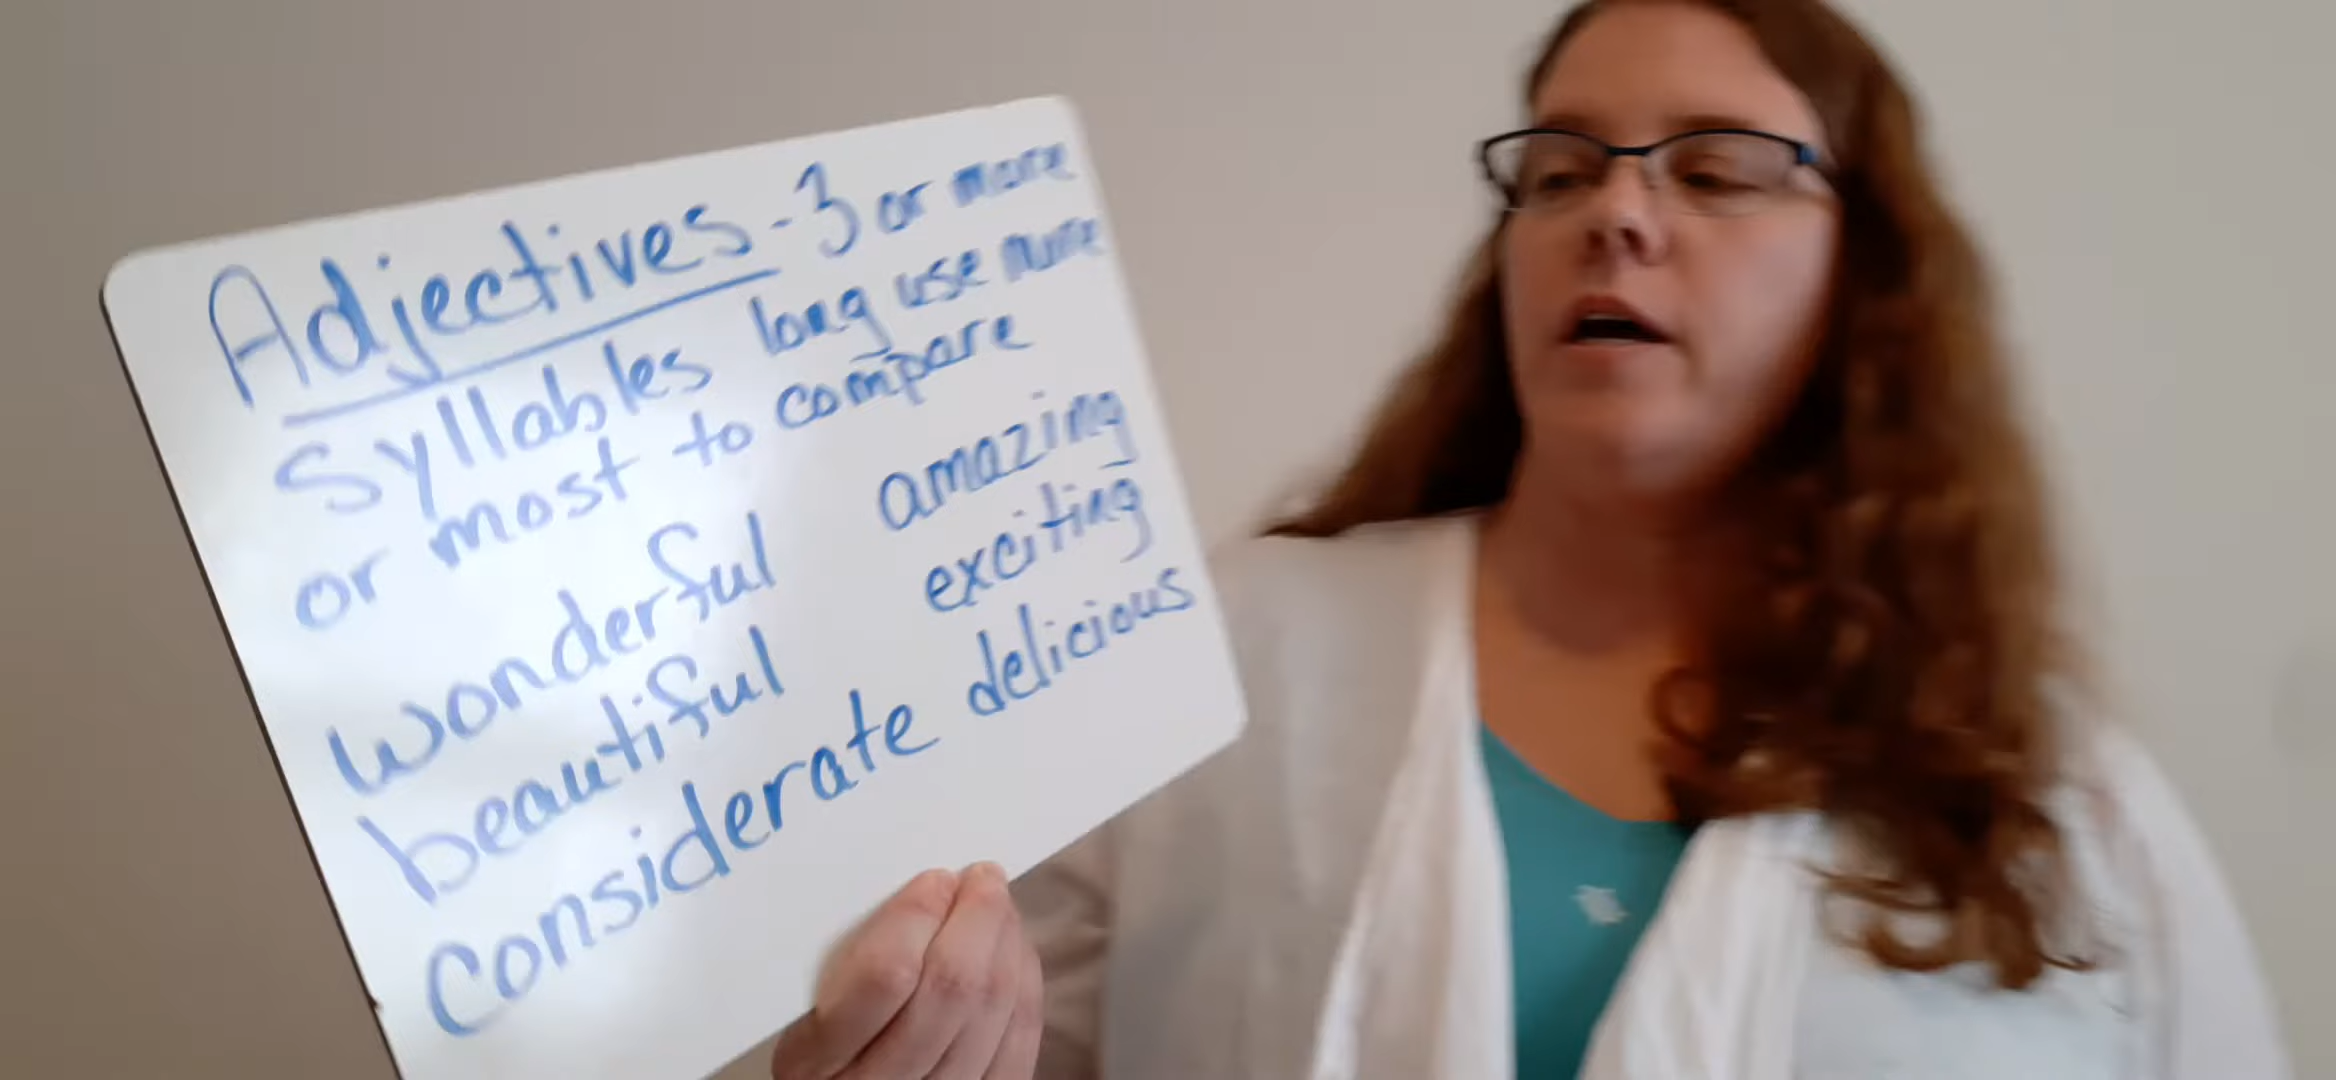 Adjectives - 3 or more
syllables long use more
or most to compare
wonderful amazing
beautiful exciting
considerate delicious